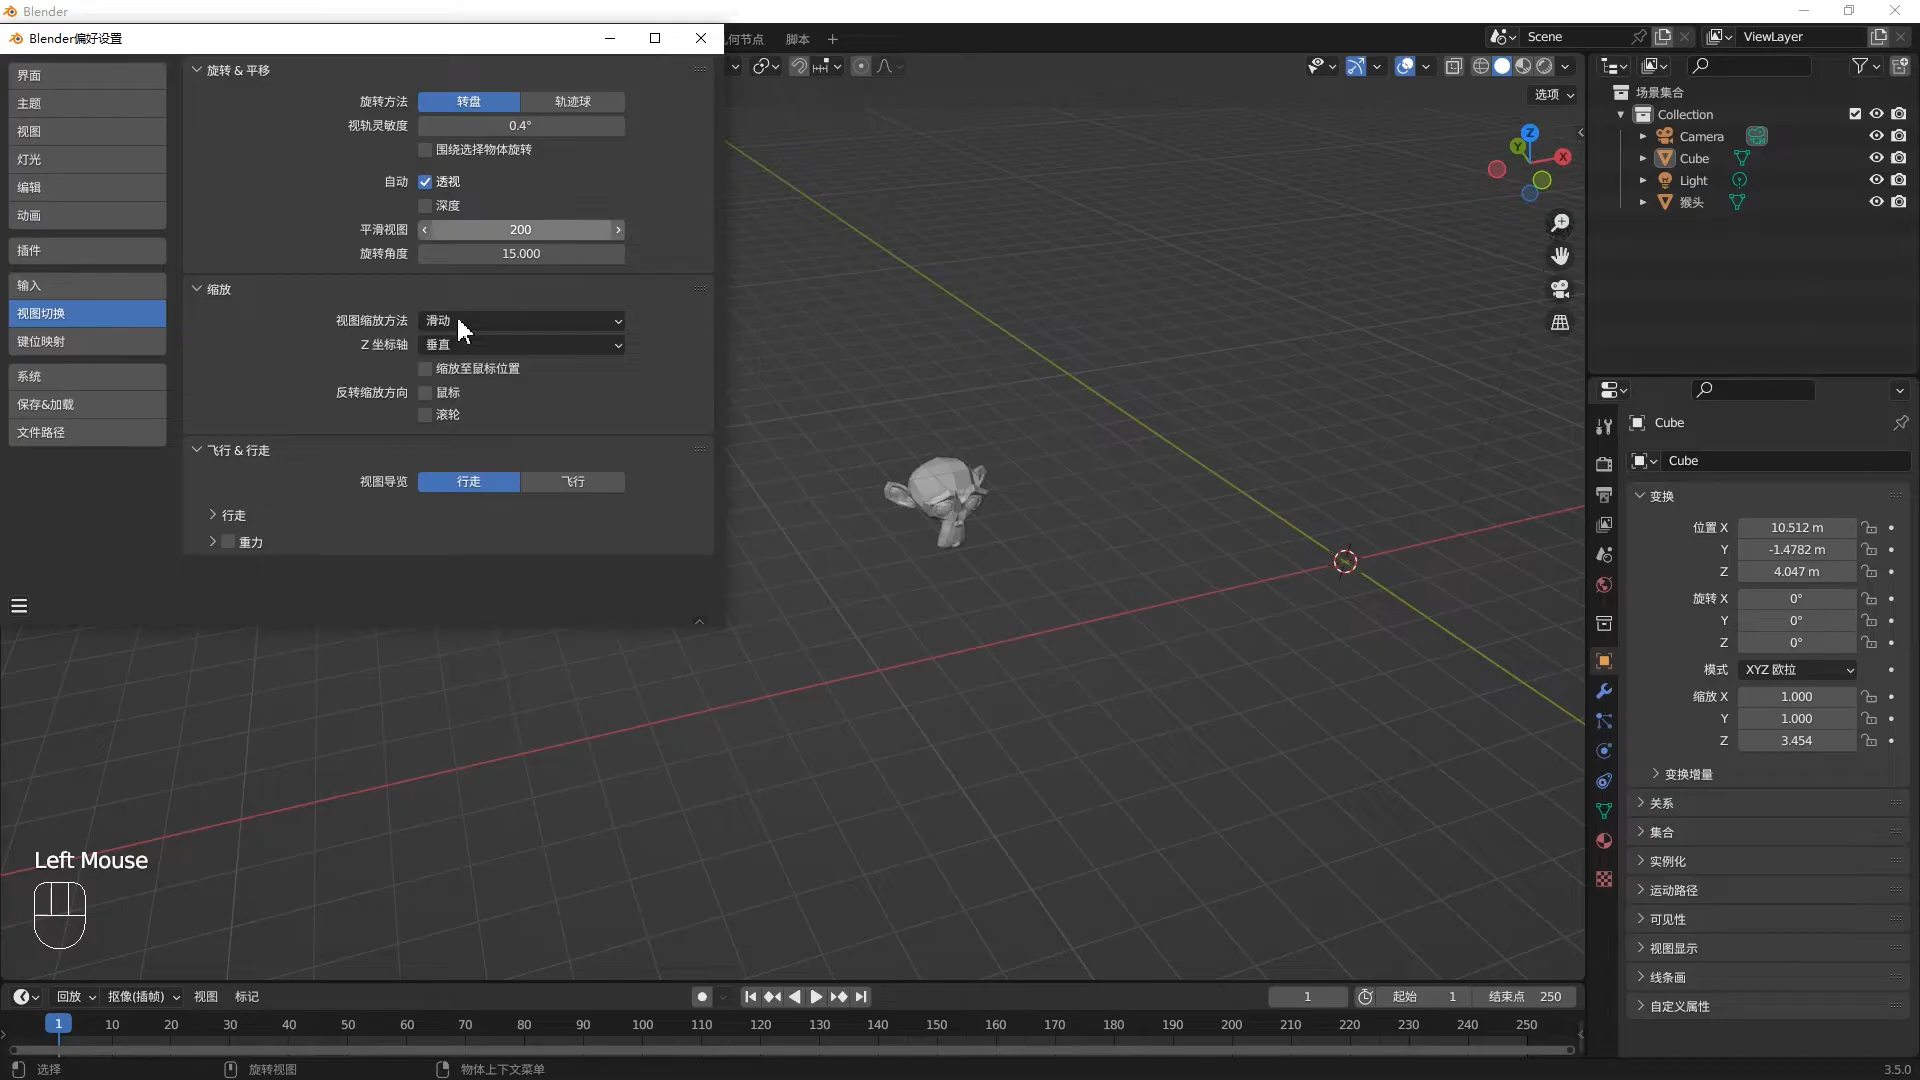 Blender
Blender偏好设置
何节点 脚本
Scene
ViewLayer
界面
主题
视图
灯光
编辑
动画
插件
输入
视图切换
键位映射
系统
保存&加载
文件路径
旋转 & 平移
旋转方法 转盘 轨迹球
视轨灵敏度 0.4°
围绕选择物体旋转
自动 透视
深度
平滑视图 200
旋转角度 15.000
缩放
视图缩放方法 滑动
Z 坐标轴 垂直
缩放至鼠标位置
反转缩放方向 鼠标
滚轮
飞行 & 行走
视图导览 行走 飞行
行走
重力
选项
Z
Y
X
场景集合
Collection
Camera
Cube
Light
猴头
Cube
Cube
变换
位置 X 10.512 m
Y -1.4782 m
Z 4.047 m
旋转 X 0°
Y 0°
Z 0°
模式 XYZ 欧拉
缩放 X 1.000
Y 1.000
Z 3.454
变换增量
关系
集合
实例化
运动路径
可见性
视图显示
线条画
自定义属性
Left Mouse
回放 抠像(插帧) 视图 标记
1 起始 1 结束点 250
1 10 20 30 40 50 60 70 80 90 100 110 120 130 140 150 160 170 180 190 200 210 220 230 240 250
选择 旋转视图 物体上下文菜单 3.5.0